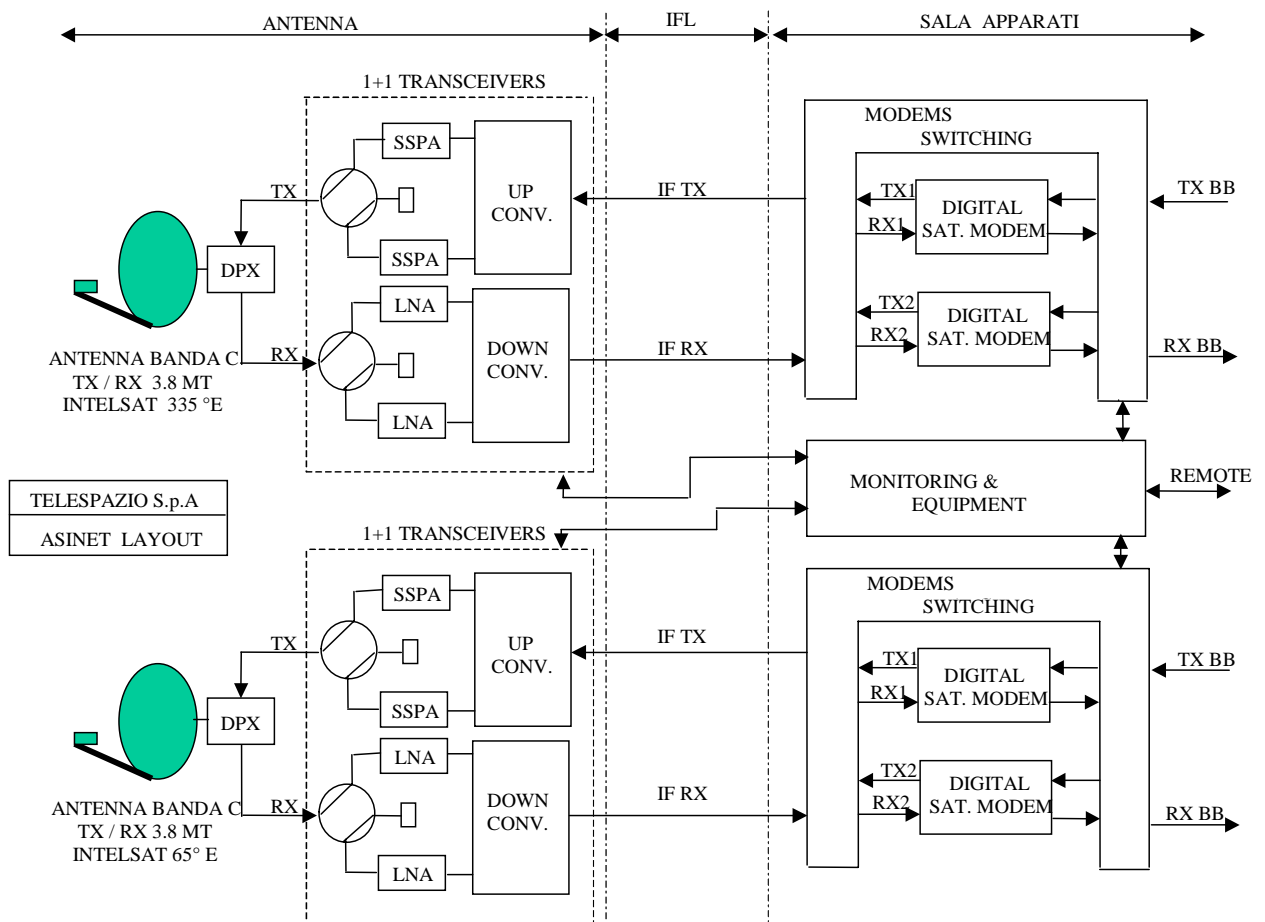 ANTENNA
IFL
SALA APPARATI
1+1 TRANSCEIVERS
MODEMS
SWITCHING
SSPA
TX
UP
CONV.
IF TX
TX1
RX1
DIGITAL
SAT. MODEM
TX BB
DPX
SSPA
LNA
TX2
RX2
DIGITAL
SAT. MODEM
RX
DOWN
CONV.
IF RX
RX BB
ANTENNA BANDA C
TX / RX 3.8 MT
INTELSAT 335 °E
LNA
TELESPAZIO S.p.A
ASINET LAYOUT
MONITORING &
EQUIPMENT
REMOTE
1+1 TRANSCEIVERS
MODEMS
SWITCHING
SSPA
TX
UP
CONV.
IF TX
TX1
RX1
DIGITAL
SAT. MODEM
TX BB
DPX
SSPA
LNA
TX2
RX2
DIGITAL
SAT. MODEM
RX
DOWN
CONV.
IF RX
RX BB
ANTENNA BANDA C
TX / RX 3.8 MT
INTELSAT 65° E
LNA